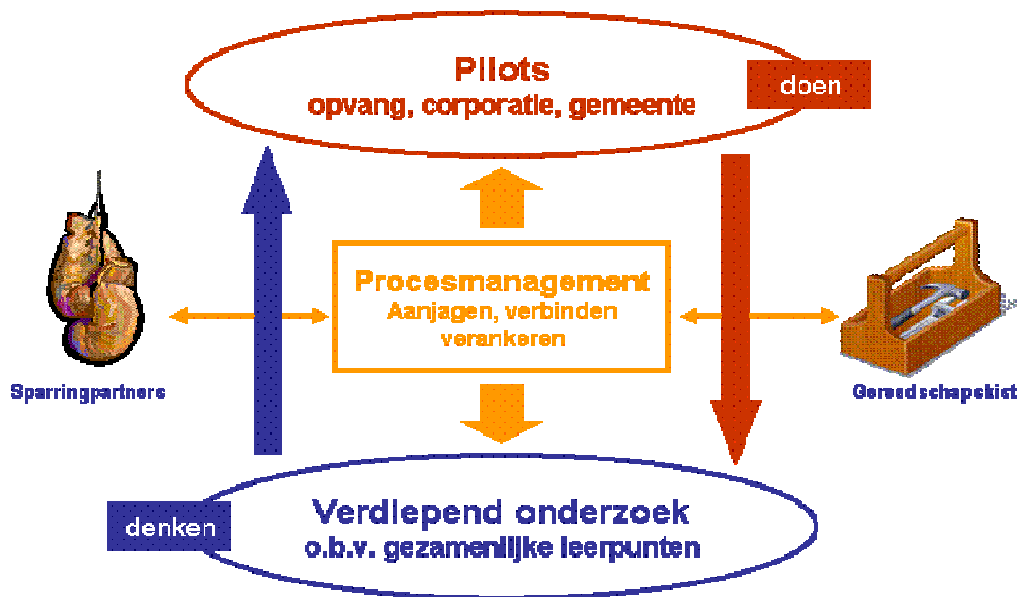 Pilots
opvang, corporatie, gemeente
doen
Procesmanagement
Aanjagen, verbinden
verankeren
Sparringpartners
Gereedschapskist
Verdiepend onderzoek
o.b.v. gezamenlijke leerpunten
denken